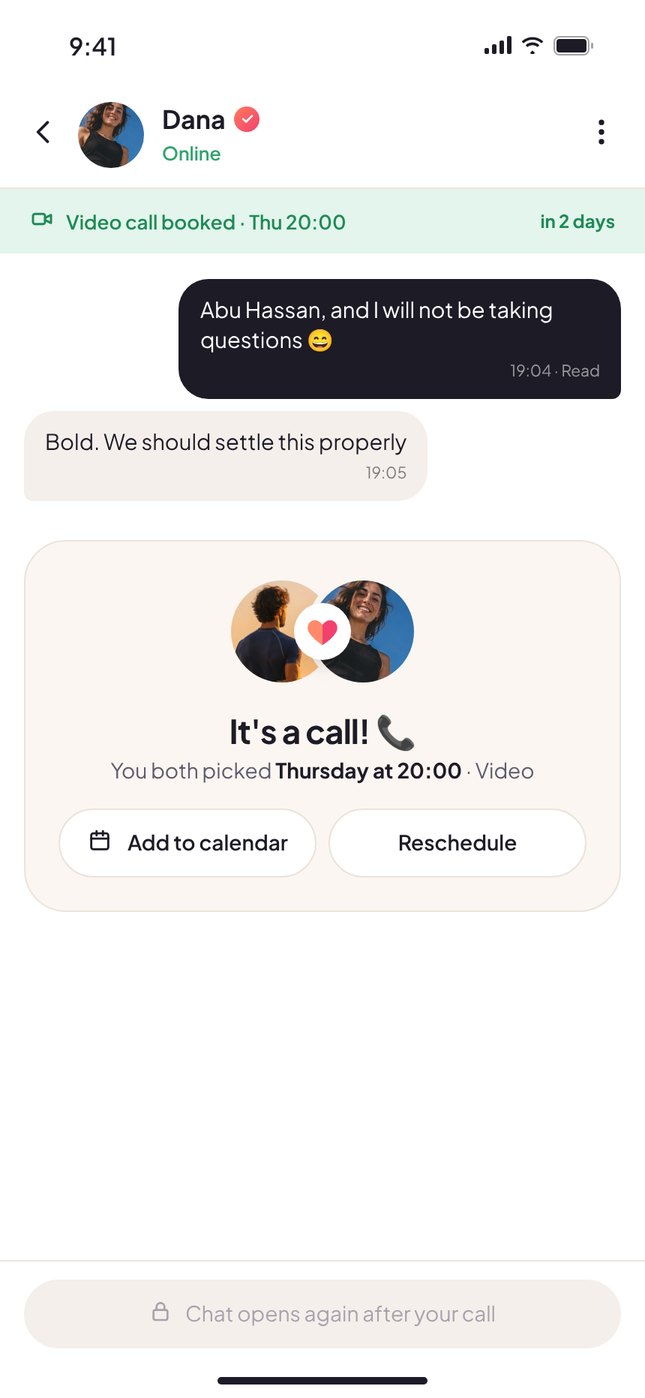 9:41
Dana
Online
Video call booked · Thu 20:00
in 2 days
Abu Hassan, and I will not be taking
questions 😄
19:04 · Read
Bold. We should settle this properly
19:05
It's a call! 📞
You both picked Thursday at 20:00 · Video
Add to calendar
Reschedule
Chat opens again after your call